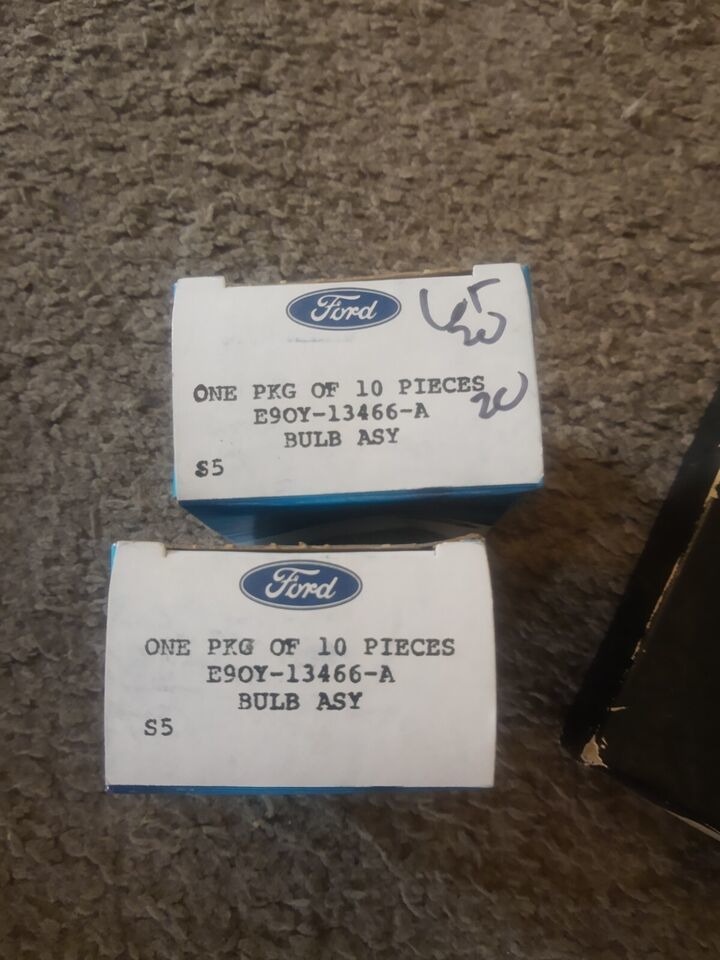 Ford
ONE PKG OF 10 PIECES
20
E9OY-13466-A
BULB ASY
S5
Ford
ONE PKG OF 10 PIECES
E9OY-13466-A
BULB ASY
S5